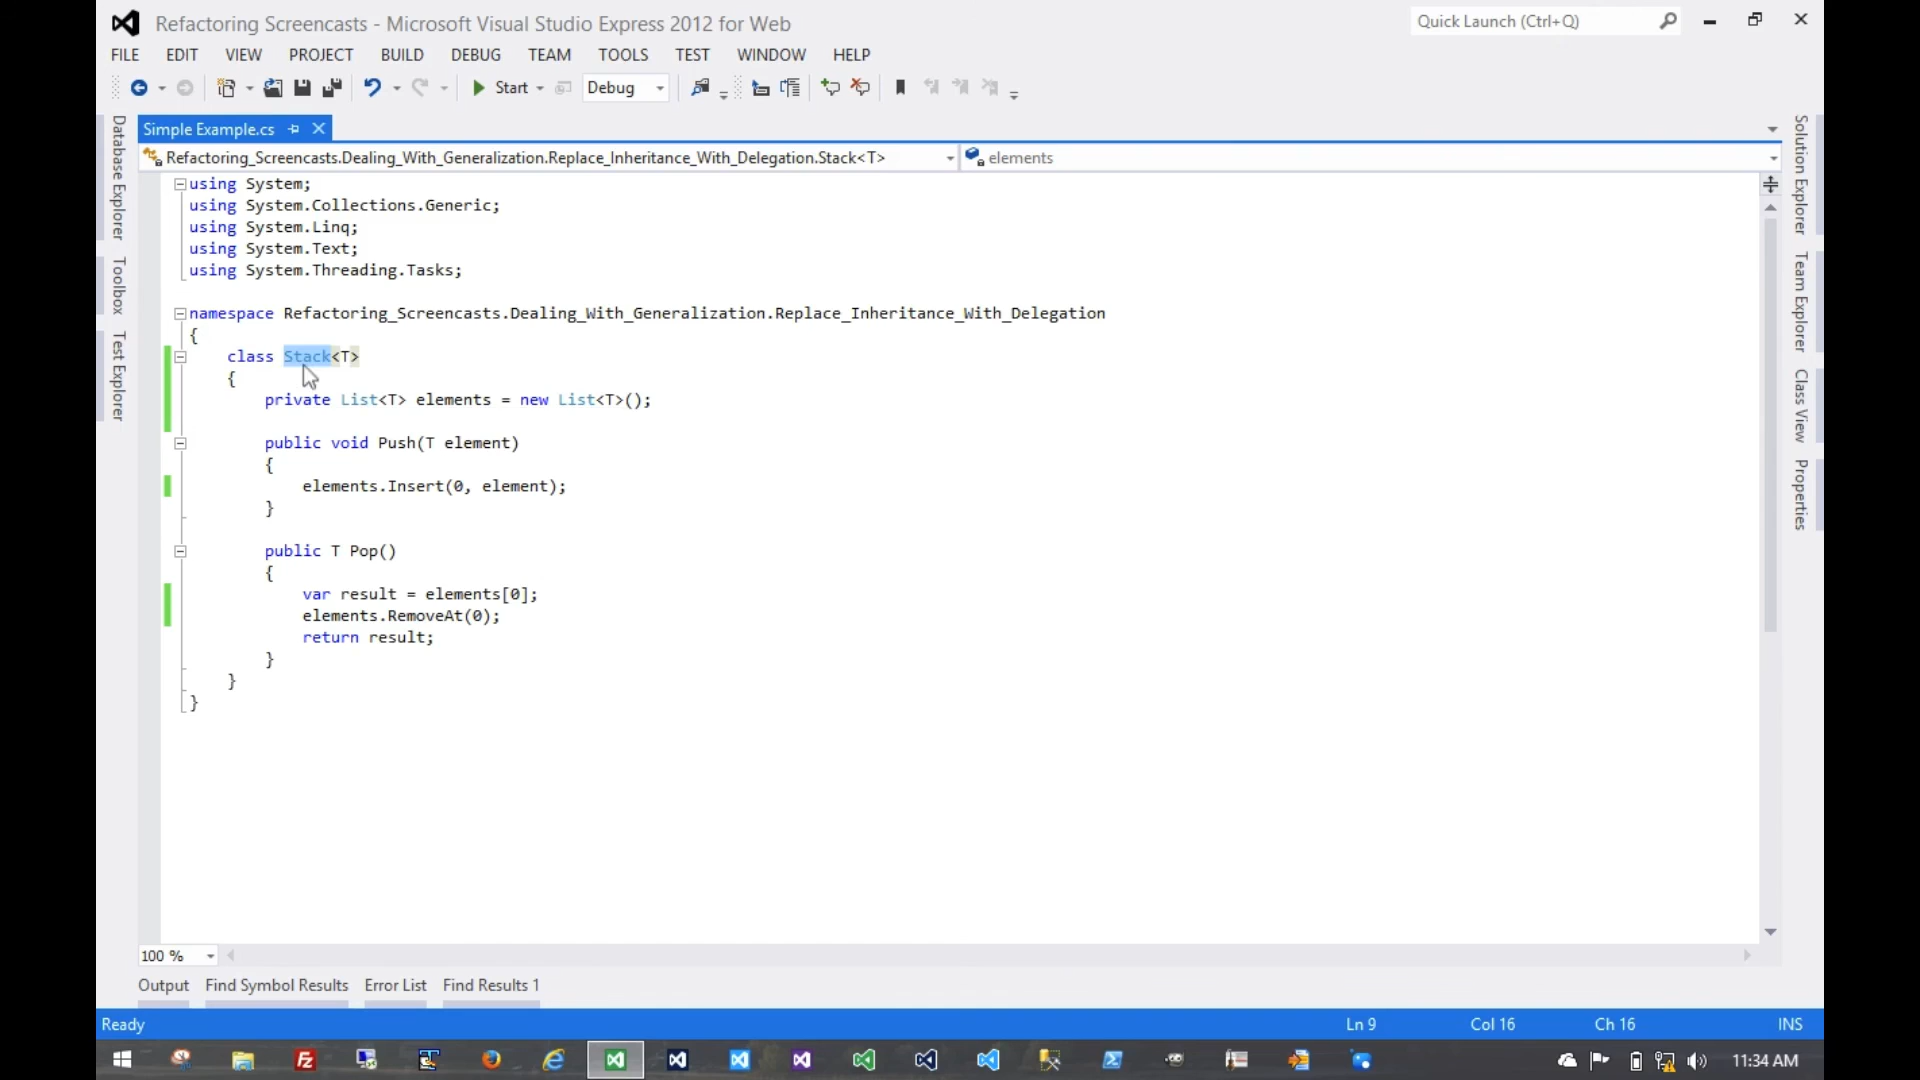 Refactoring Screencasts - Microsoft Visual Studio Express 2012 for Web
Quick Launch (Ctrl+Q)
FILE EDIT VIEW PROJECT BUILD DEBUG TEAM TOOLS TEST WINDOW HELP
Start Debug
Simple Example.cs
Refactoring_Screencasts.Dealing_With_Generalization.Replace_Inheritance_With_Delegation.Stack<T> elements
Database Explorer
Toolbox
Test Explorer
using System;
using System.Collections.Generic;
using System.Linq;
using System.Text;
using System.Threading.Tasks;
namespace Refactoring_Screencasts.Dealing_With_Generalization.Replace_Inheritance_With_Delegation
{
class Stack<T>
{
private List<T> elements = new List<T>();
public void Push(T element)
{
elements.Insert(0, element);
}
public T Pop()
{
var result = elements[0];
elements.RemoveAt(0);
return result;
}
}
}
Solution Explorer
Team Explorer
Class View
Properties
100 %
Output Find Symbol Results Error List Find Results 1
Ready Ln 9 Col 16 Ch 16 INS
11:34 AM